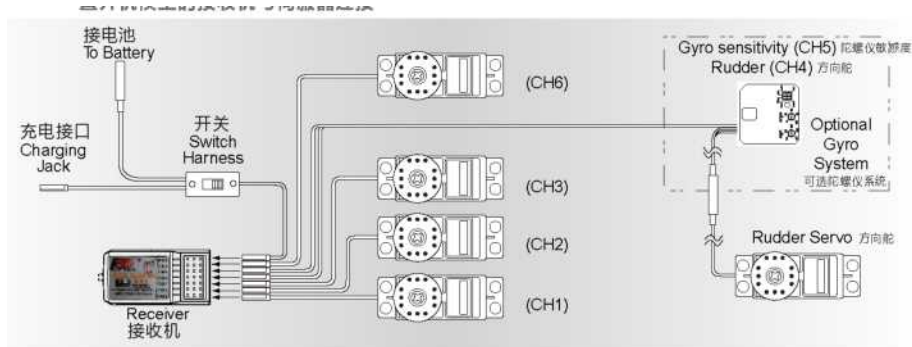 接电池
To Battery
充电接口
Charging
Jack
开关
Switch
Harness
(CH6)
(CH3)
(CH2)
(CH1)
Receiver
接收机
Gyro sensitivity (CH5) 陀螺仪敏感度
Rudder (CH4) 方向舵
Optional
Gyro
System
可选陀螺仪系统
Rudder Servo 方向舵